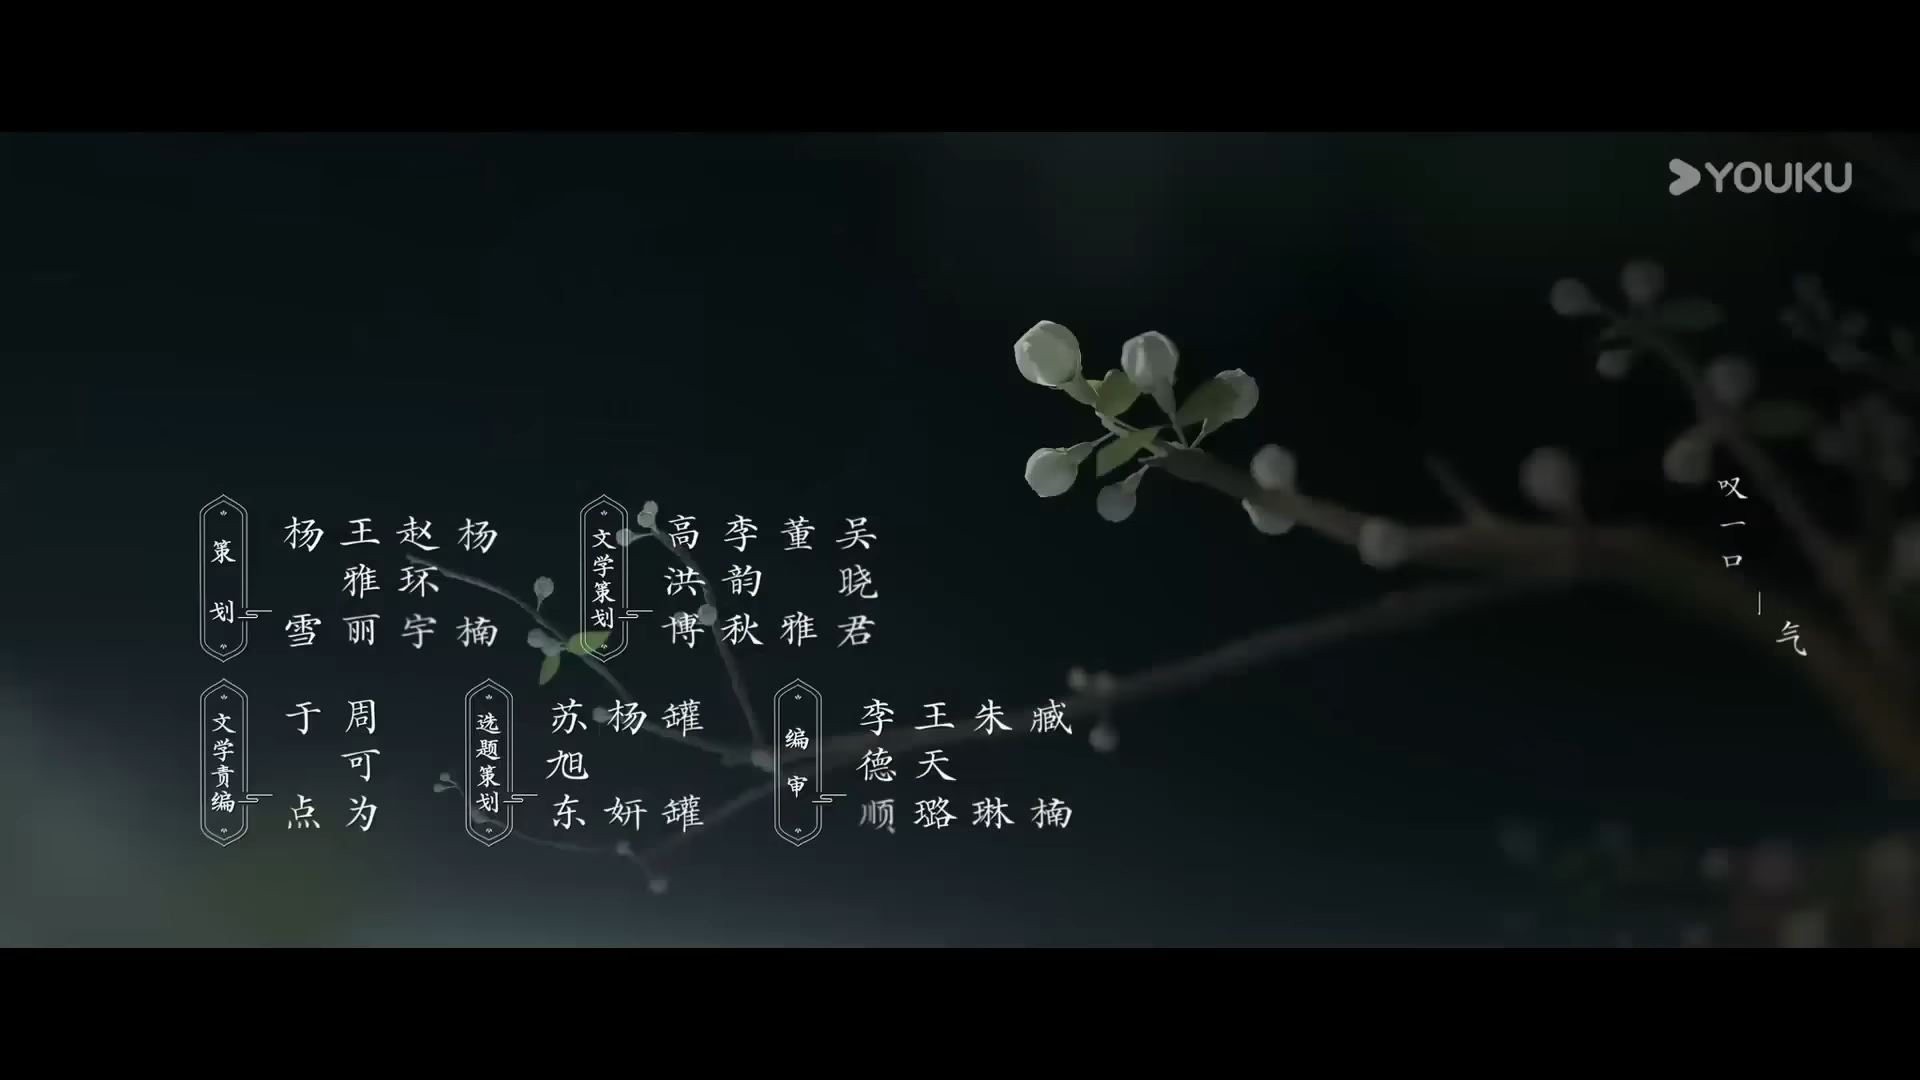 YOUKU
策划
杨雪
王雅丽
赵环宇
杨楠
文学策划
高洪博
李韵秋
董雅
吴晓君
文学责编
于点
周可为
选题策划
苏旭东
杨妍
罐罐
编审
李德顺
王天璐
朱琳
臧楠
叹一口气